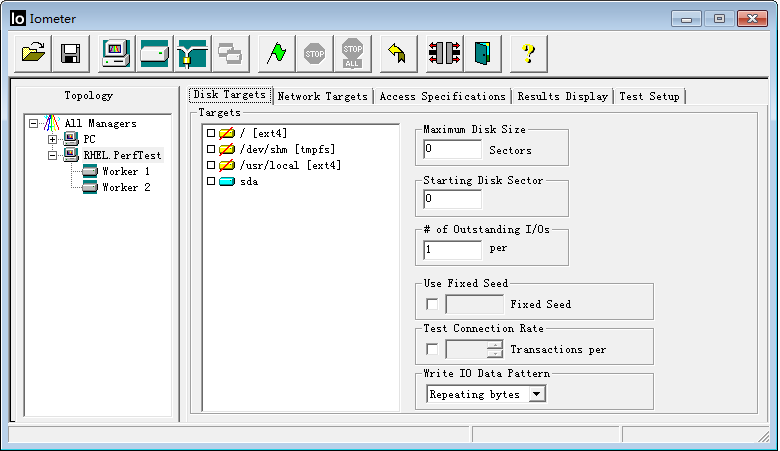 Iometer
STOP
STOP
ALL
?
Topology
All Managers
PC
RHEL.PerfTest
Worker 1
Worker 2
Disk Targets
Network Targets
Access Specifications
Results Display
Test Setup
Targets
/ [ext4]
/dev/shm [tmpfs]
/usr/local [ext4]
sda
Maximum Disk Size
0
Sectors
Starting Disk Sector
0
# of Outstanding I/Os
1
per
Use Fixed Seed
Fixed Seed
Test Connection Rate
Transactions per
Write IO Data Pattern
Repeating bytes